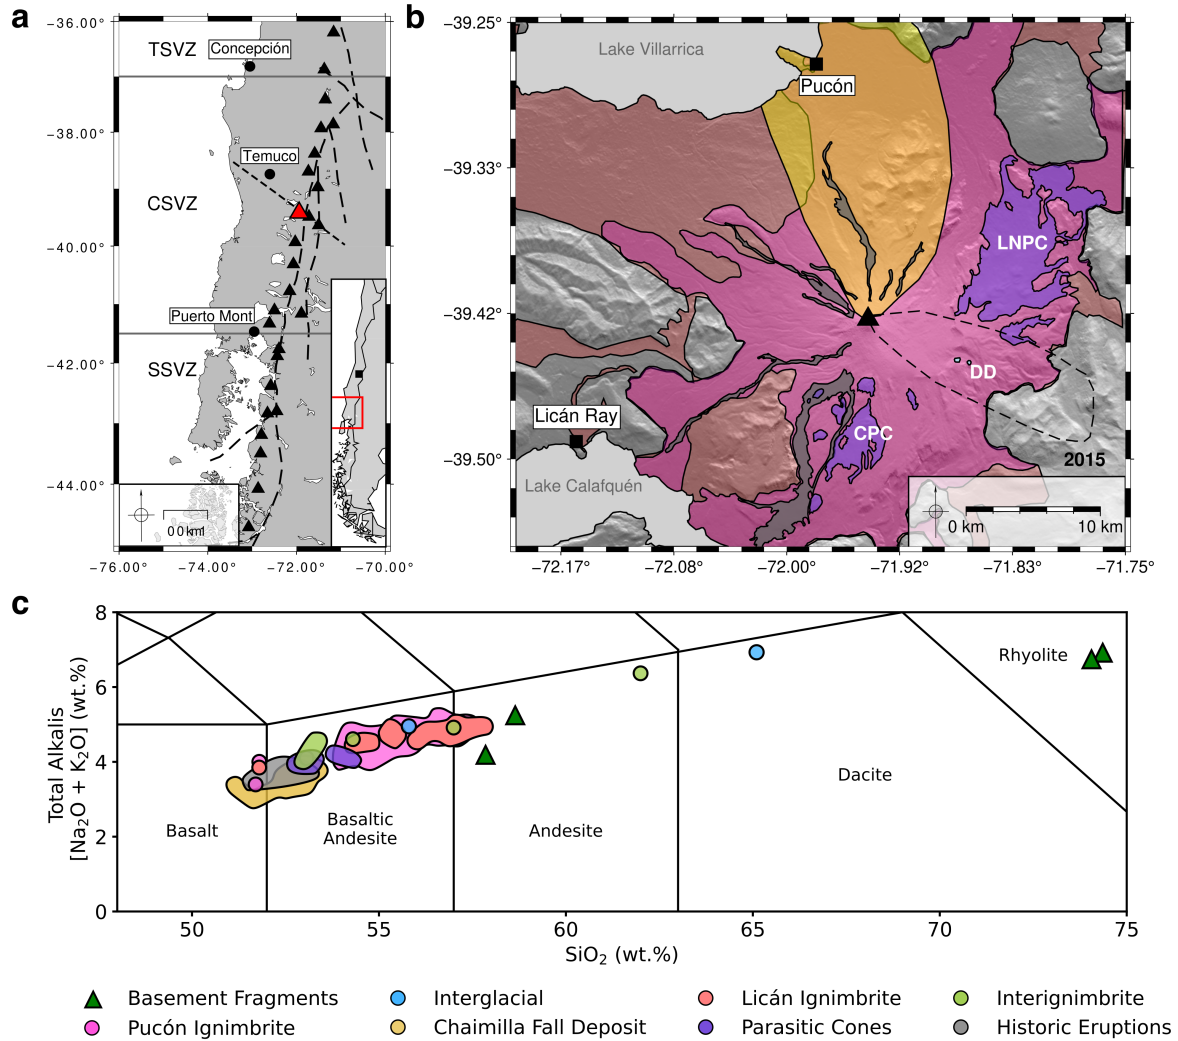 a
−36.00°
−38.00°
−40.00°
−42.00°
−44.00°
TSVZ
Concepción
Temuco
CSVZ
Puerto Mont
SSVZ
0 0 km
−76.00°
−74.00°
−72.00°
−70.00°
b
−39.25°
−39.33°
−39.42°
−39.50°
Lake Villarrica
Pucón
LNPC
DD
Licán Ray
CPC
2015
Lake Calafquén
0 km
10 km
−72.17°
−72.08°
−72.00°
−71.92°
−71.83°
−71.75°
c
Total Alkalis
[Na₂O + K₂O] (wt.%)
8
6
4
2
0
Rhyolite
Dacite
Basalt
Basaltic
Andesite
Andesite
50
55
60
65
70
75
SiO₂ (wt.%)
Basement Fragments
Interglacial
Licán Ignimbrite
Interignimbrite
Pucón Ignimbrite
Chaimilla Fall Deposit
Parasitic Cones
Historic Eruptions